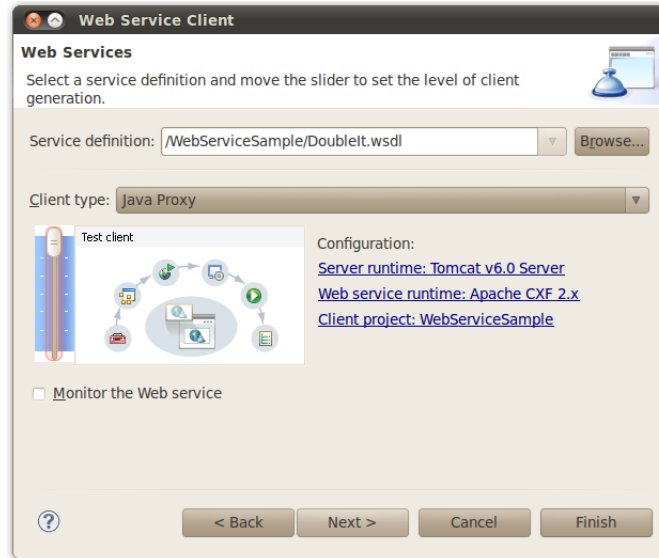 Web Service Client
Web Services
Select a service definition and move the slider to set the level of client
generation.
Service definition: /WebServiceSample/DoubleIt.wsdl Browse...
Client type: Java Proxy
Test client
Configuration:
Server runtime: Tomcat v6.0 Server
Web service runtime: Apache CXF 2.x
Client project: WebServiceSample
Monitor the Web service
? < Back Next > Cancel Finish